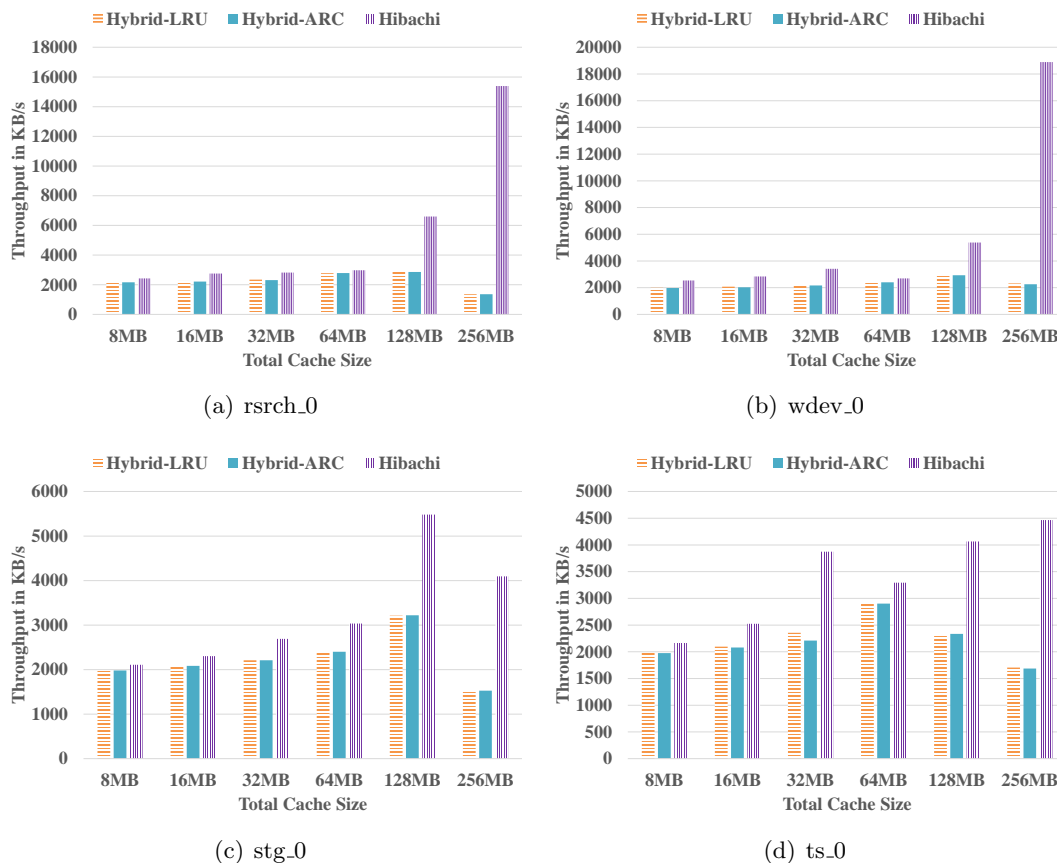 Hybrid-LRU Hybrid-ARC Hibachi
18000
16000
14000
12000
10000
8000
6000
4000
2000
0
Throughput in KB/s
8MB 16MB 32MB 64MB 128MB 256MB
Total Cache Size
(a) rsrch_0
Hybrid-LRU Hybrid-ARC Hibachi
20000
18000
16000
14000
12000
10000
8000
6000
4000
2000
0
Throughput in KB/s
8MB 16MB 32MB 64MB 128MB 256MB
Total Cache Size
(b) wdev_0
Hybrid-LRU Hybrid-ARC Hibachi
6000
5000
4000
3000
2000
1000
0
Throughput in KB/s
8MB 16MB 32MB 64MB 128MB 256MB
Total Cache Size
(c) stg_0
Hybrid-LRU Hybrid-ARC Hibachi
5000
4500
4000
3500
3000
2500
2000
1500
1000
500
0
Throughput in KB/s
8MB 16MB 32MB 64MB 128MB 256MB
Total Cache Size
(d) ts_0